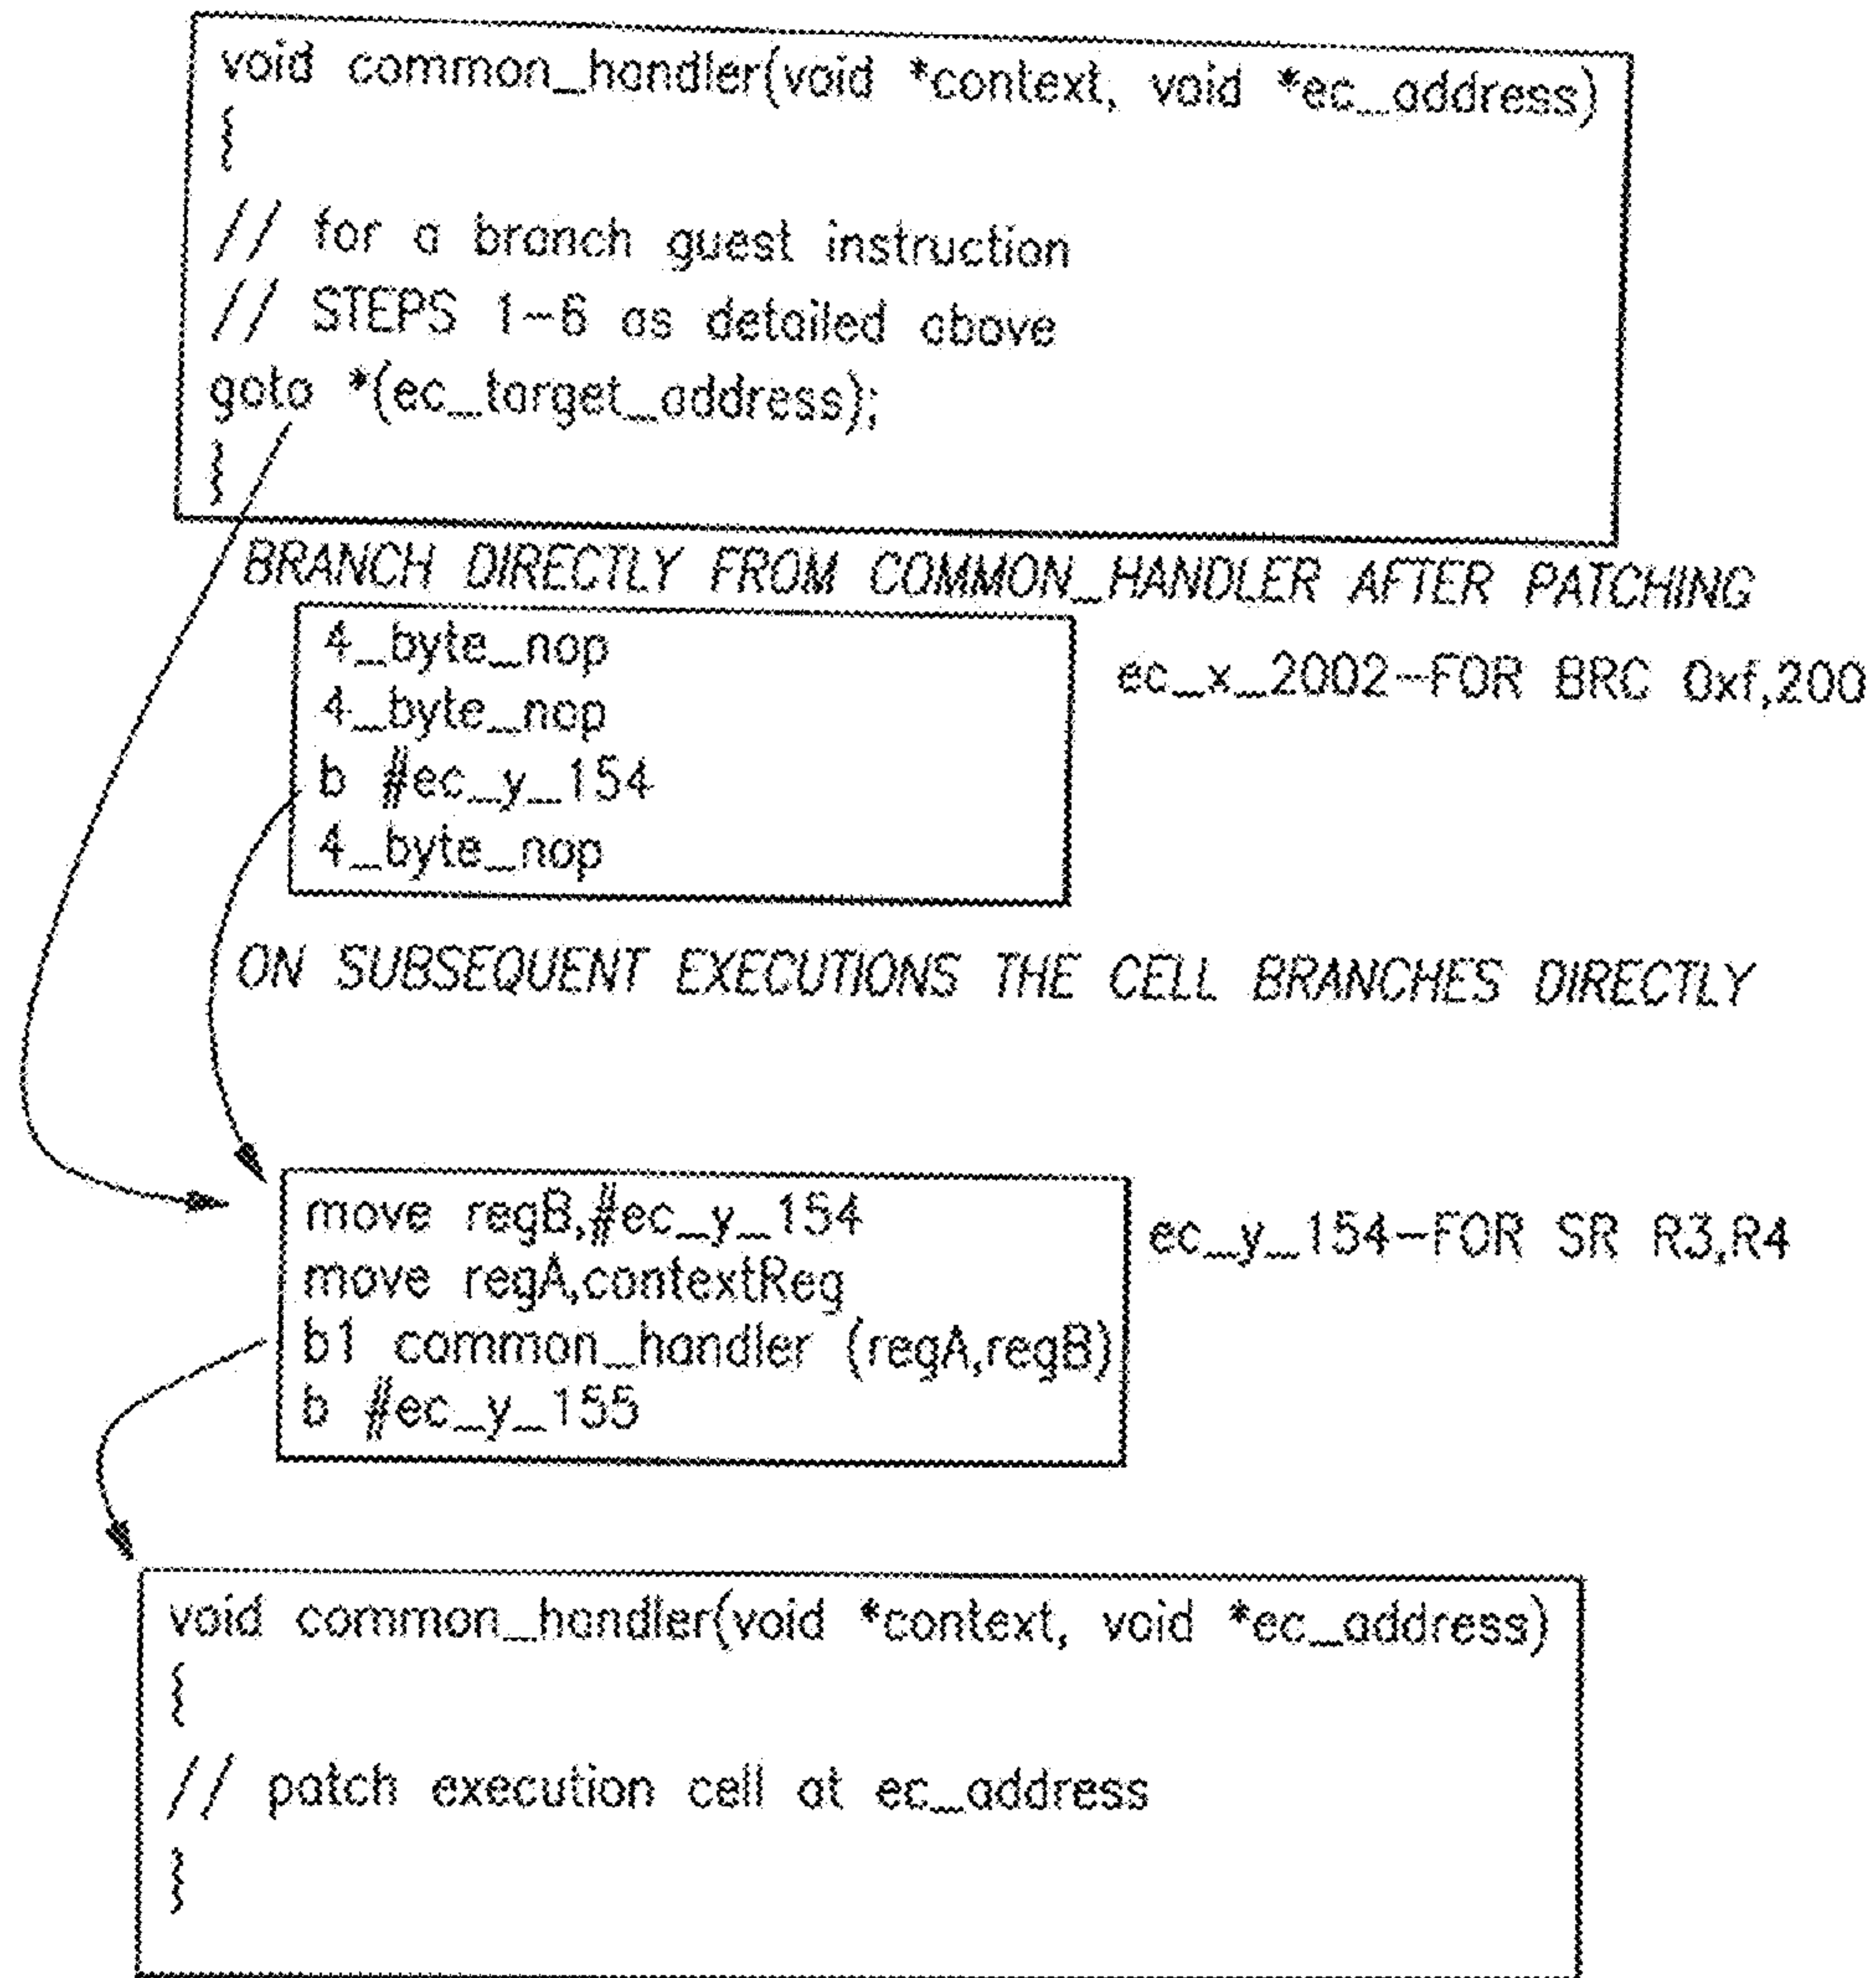 void common_handler(void *context, void *ec_address)
{
// for a branch guest instruction
// STEPS 1-6 as detailed above
goto *(ec_target_address);
}
BRANCH DIRECTLY FROM COMMON_HANDLER AFTER PATCHING
4_byte_nop
4_byte_nop
b #ec_y_154
4_byte_nop
ec_x_2002-FOR BRC 0xf,200
ON SUBSEQUENT EXECUTIONS THE CELL BRANCHES DIRECTLY
move regB,#ec_y_154
move regA,contextReg
b1 common_handler (regA,regB)
b #ec_y_155
ec_y_154-FOR SR R3,R4
void common_handler(void *context, void *ec_address)
{
// patch execution cell at ec_address
}